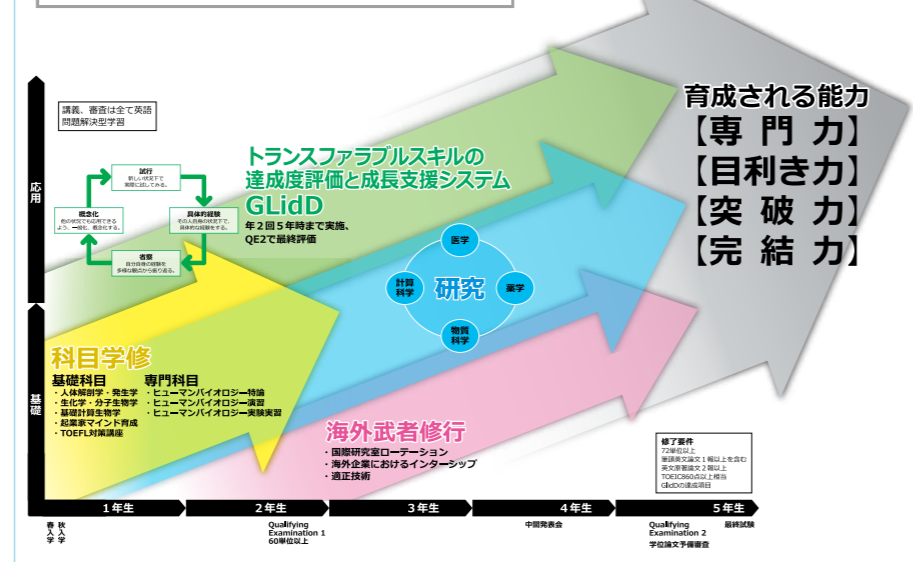 講義、審査は全て英語
問題解決型学習
試行
新しい状況下で
実際に試してみる。
概念化
他の状況でも応用できる
よう、一般化、概念化する。
具体的経験
その人自身の状況下で、
具体的な経験をする。
省察
自分自身の経験を
多様な観点から振り返る。
トランスファラブルスキルの
達成度評価と成長支援システム
GLidD
年2回5年時まで実施、
QE2で最終評価
育成される能力
【専門力】
【目利き力】
【突破力】
【完結力】
応用
基礎
医学
計算
科学
研究
薬学
物質
科学
科目学修
基礎科目
・人体解剖学・発生学
・生化学・分子生物学
・基礎計算生物学
・起業家マインド育成
・TOEFL対策講座
専門科目
・ヒューマンバイオロジー特論
・ヒューマンバイオロジー演習
・ヒューマンバイオロジー実験実習
海外武者修行
・国際研究室ローテーション
・海外企業におけるインターシップ
・適正技術
修了要件
72単位以上
筆頭英文論文1報以上を含む
英文原著論文2報以上
TOEIC860点以上相当
GlidDの達成項目
1年生
2年生
3年生
4年生
5年生
春入学
秋入学
Qualifying
Examination 1
60単位以上
中間発表会
Qualifying
Examination 2
学位論文予備審査
最終試験